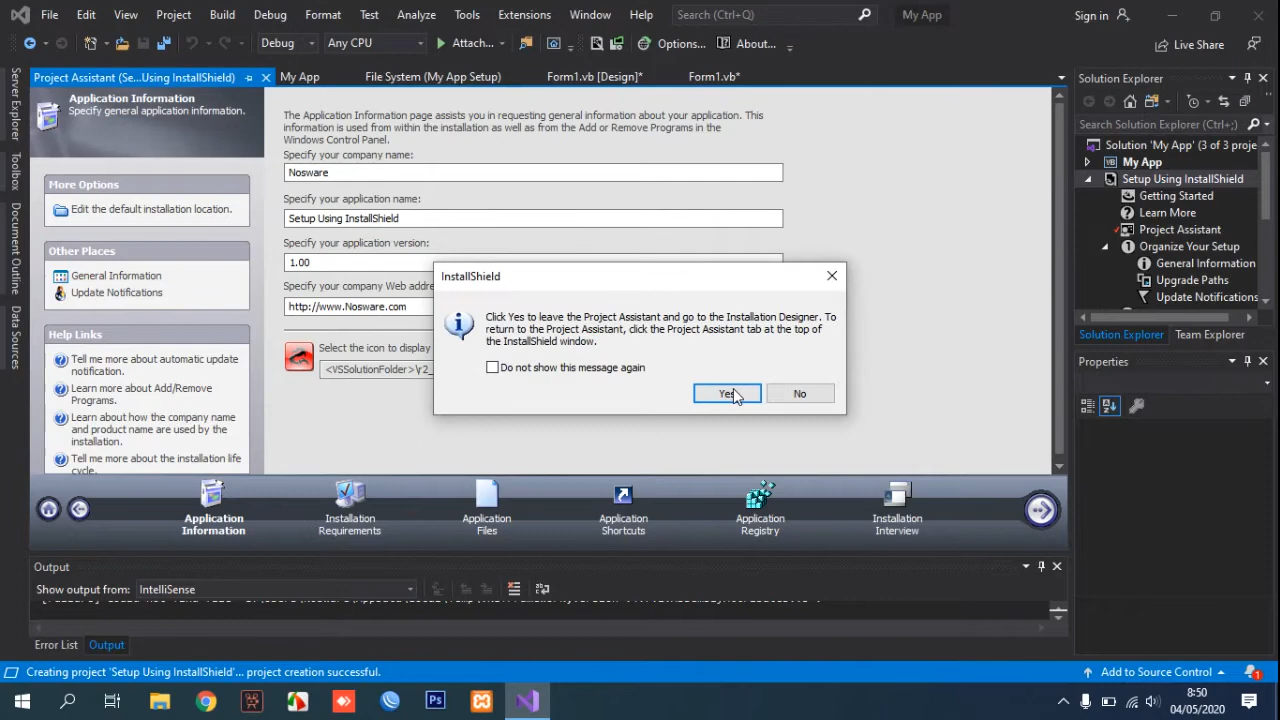 File Edit View Project Build Debug Format Test Analyze Tools Extensions Window Help Search (Ctrl+Q) My App Sign in
Debug Any CPU Attach... Options... About... Live Share
Project Assistant (Se...Using InstallShield) My App File System (My App Setup) Form1.vb [Design]* Form1.vb*
Server Explorer
Toolbox
Document Outline
Data Sources
Application Information
Specify general application information.
More Options
Edit the default installation location.
Other Places
General Information
Update Notifications
Help Links
Tell me more about automatic update
notification.
Learn more about Add/Remove
Programs.
Learn about how the company name
and product name are used by the
installation.
Tell me more about the installation life
cycle.
The Application Information page assists you in requesting general information about your application. This
information is used from within the installation as well as from the Add or Remove Programs in the
Windows Control Panel.
Specify your company name:
Nosware
Specify your application name:
Setup Using InstallShield
Specify your application version:
1.00
Specify your company Web addre
http://www.Nosware.com
Select the icon to display
<VSSolutionFolder>\r2_
InstallShield
Click Yes to leave the Project Assistant and go to the Installation Designer. To
return to the Project Assistant, click the Project Assistant tab at the top of
the InstallShield window.
Do not show this message again
Yes No
Application
Information
Installation
Requirements
Application
Files
Application
Shortcuts
Application
Registry
Installation
Interview
Solution Explorer
Search Solution Explorer (Ctrl+;)
Solution 'My App' (3 of 3 proje
My App
Setup Using InstallShield
Getting Started
Learn More
Project Assistant
Organize Your Setup
General Information
Upgrade Paths
Update Notifications
Solution Explorer Team Explorer
Properties
Output
Show output from: IntelliSense
Error List Output
Creating project 'Setup Using InstallShield'... project creation successful. Add to Source Control 1
Ps
8:50
04/05/2020